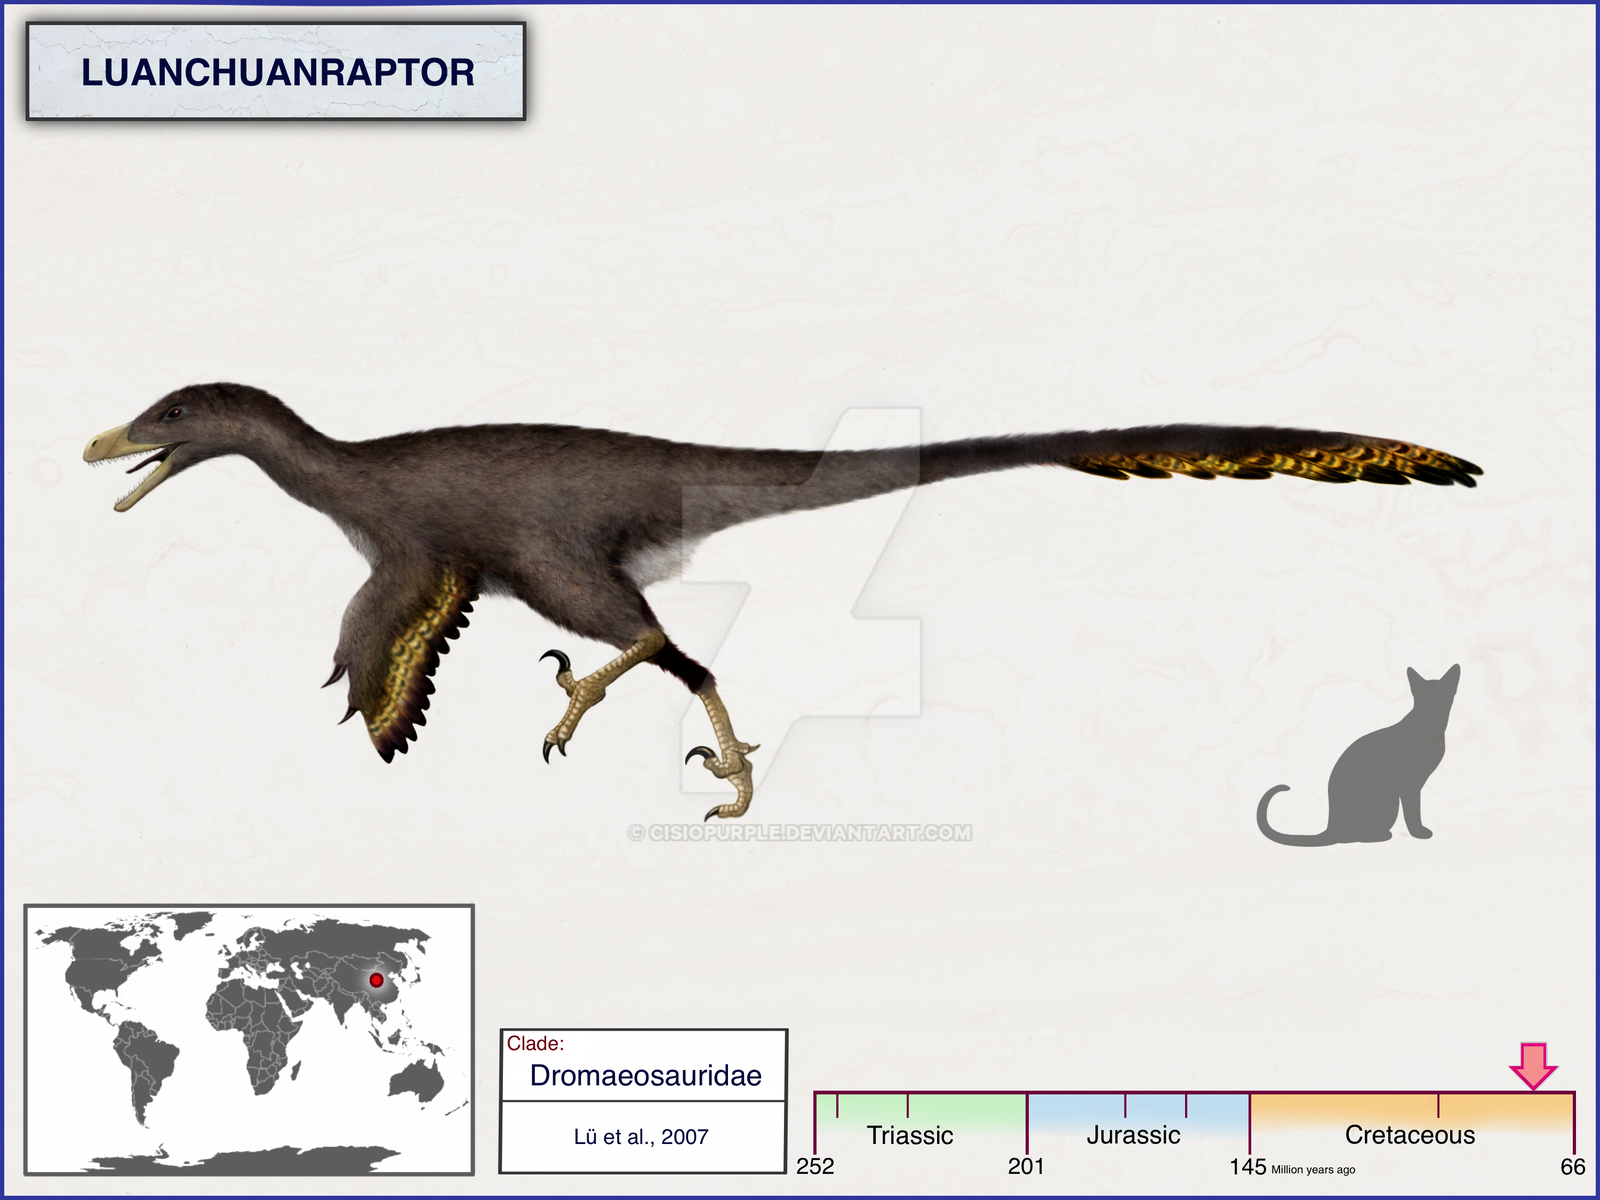 LUANCHUANRAPTOR
© CISIOPURPLE.DEVIANTART.COM
Clade:
Dromaeosauridae
Lü et al., 2007
Triassic
Jurassic
Cretaceous
252
201
145 Million years ago
66